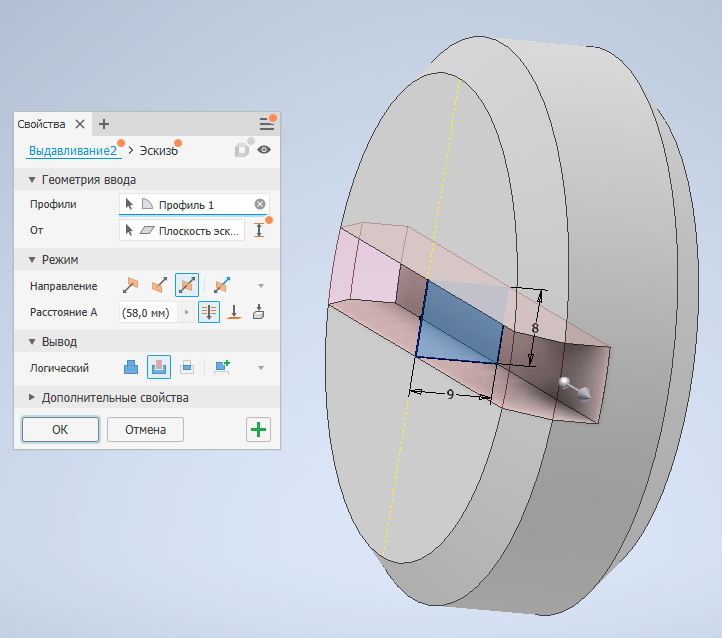 Свойства
Выдавливание2 > Эскиз6
Геометрия ввода
Профили Профиль 1
От Плоскость эск...
Режим
Направление
Расстояние A (58,0 мм)
Вывод
Логический
Дополнительные свойства
OK Отмена
8
9